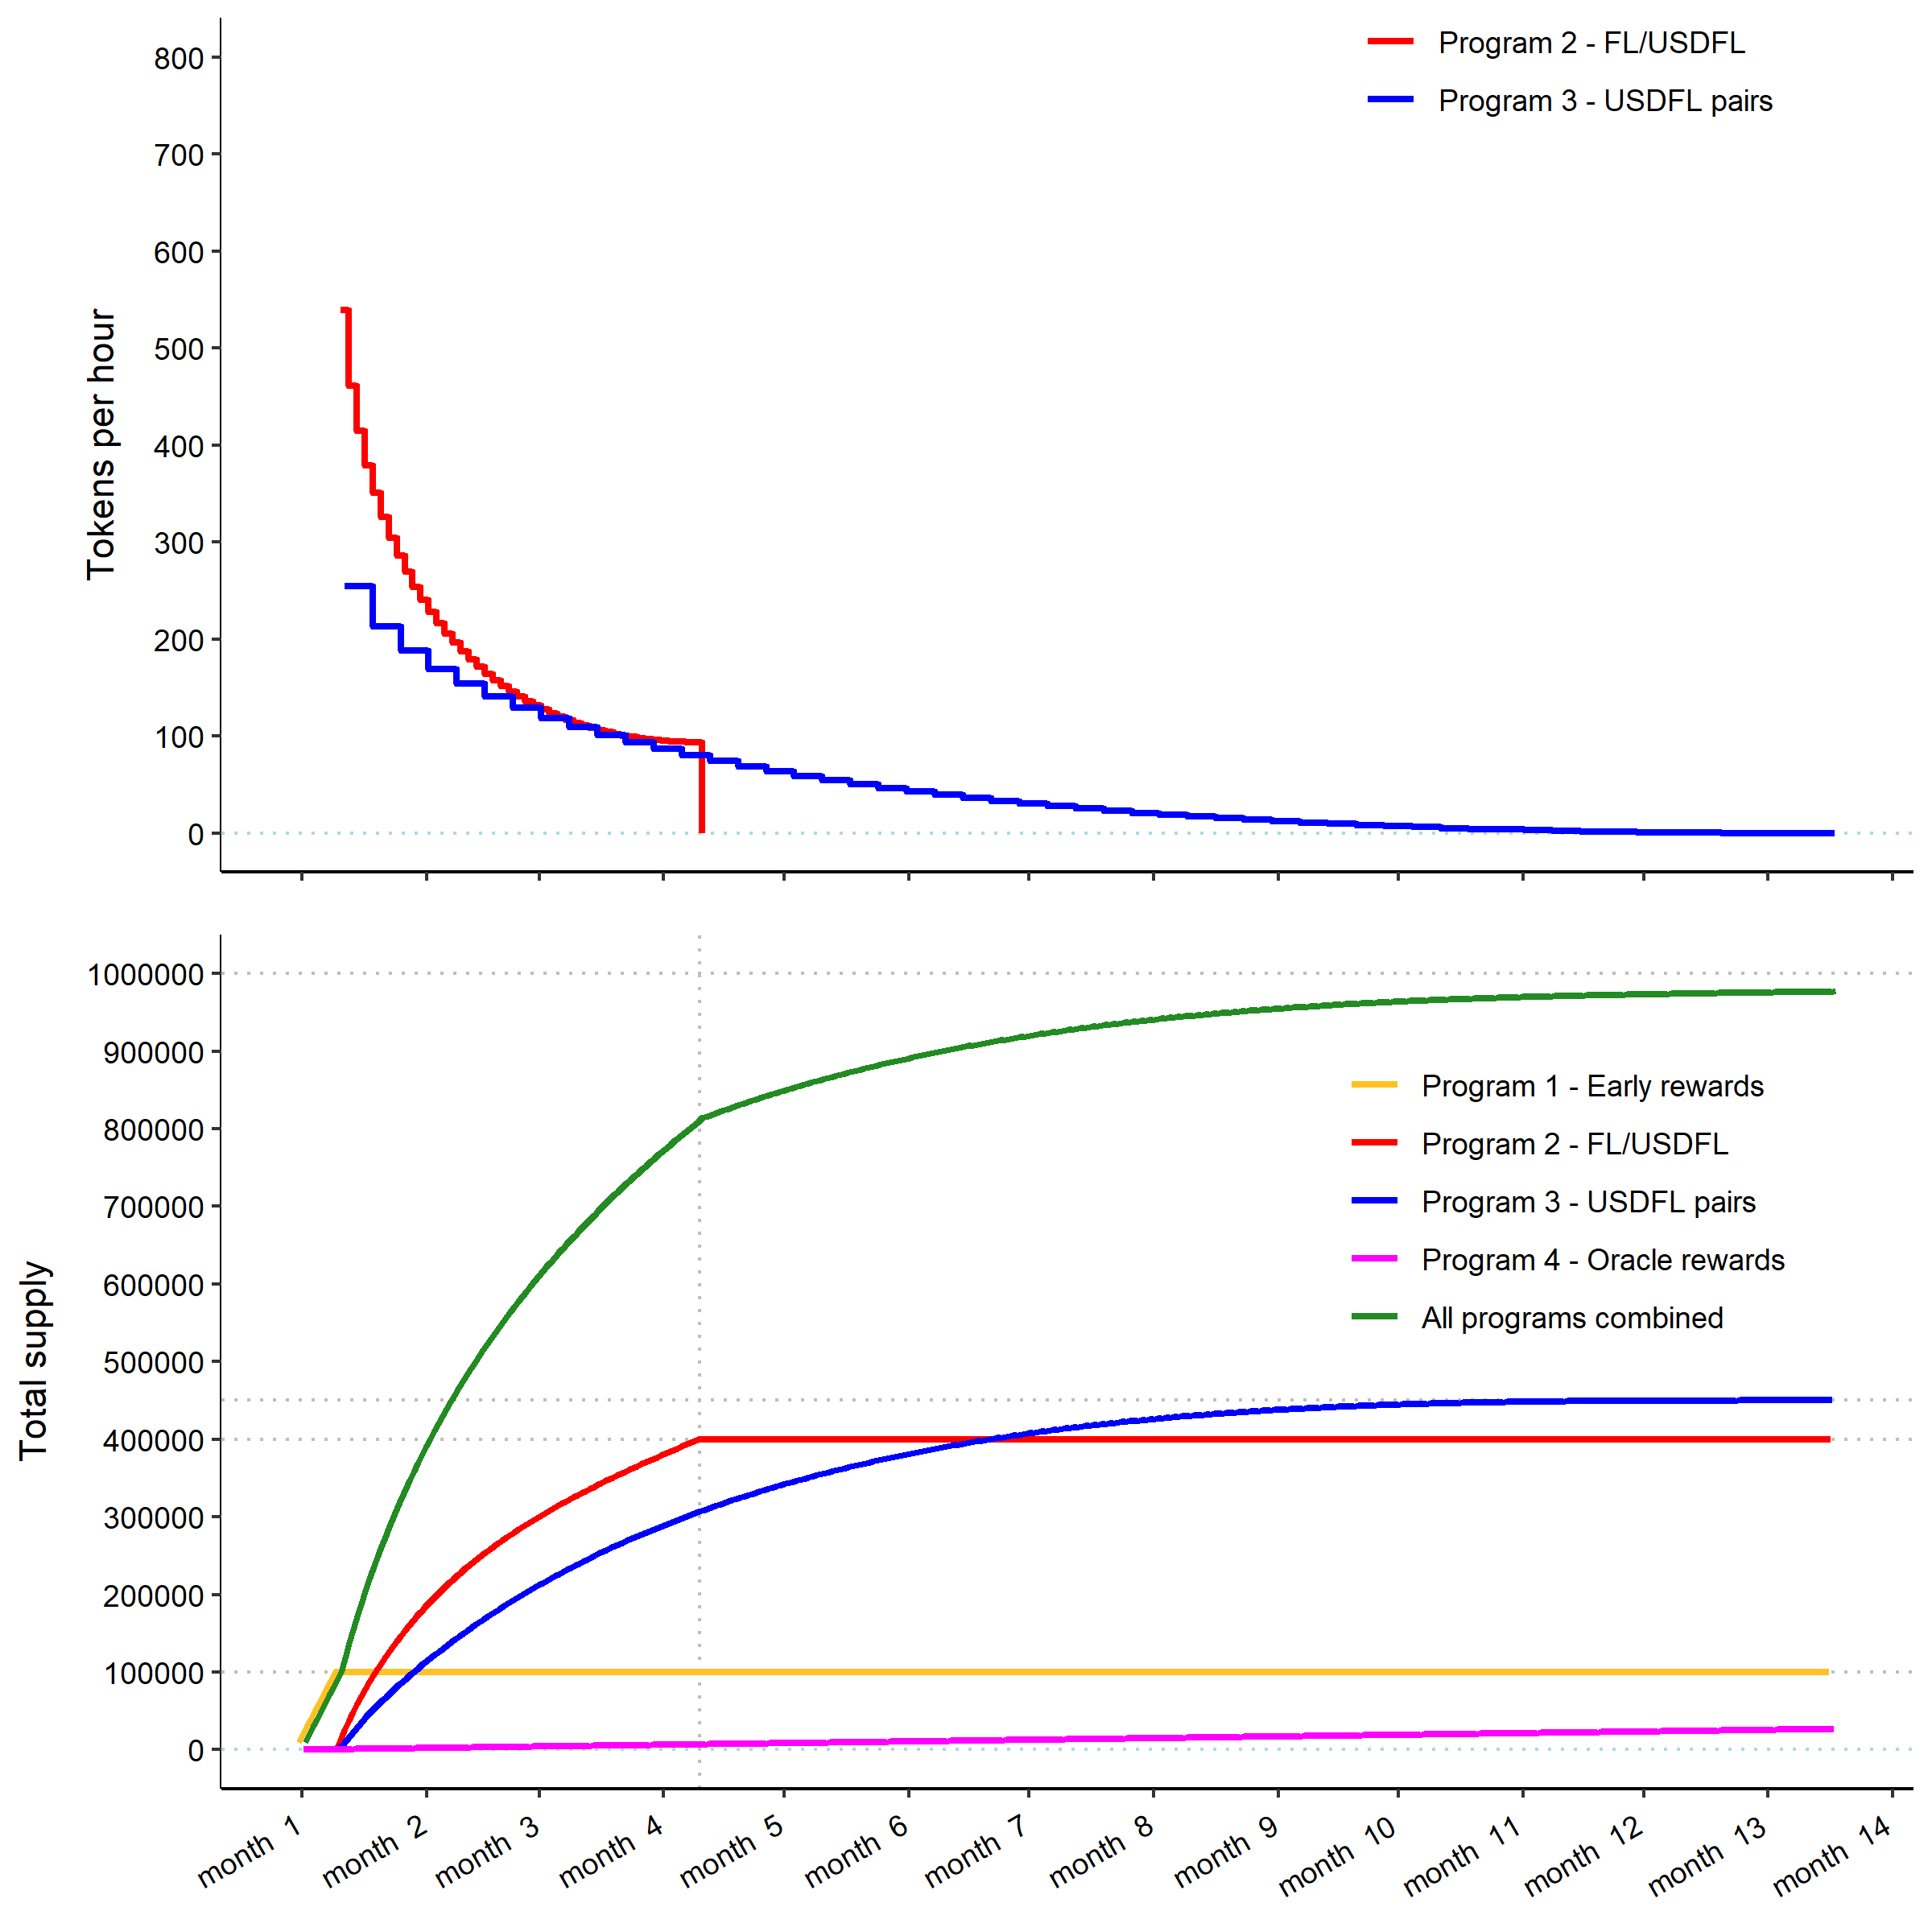 Program 2 - FL/USDFL
Program 3 - USDFL pairs
Tokens per hour
800
700
600
500
400
300
200
100
0
Total supply
1000000
900000
800000
700000
600000
500000
400000
300000
200000
100000
0
Program 1 - Early rewards
Program 2 - FL/USDFL
Program 3 - USDFL pairs
Program 4 - Oracle rewards
All programs combined
month 1
month 2
month 3
month 4
month 5
month 6
month 7
month 8
month 9
month 10
month 11
month 12
month 13
month 14